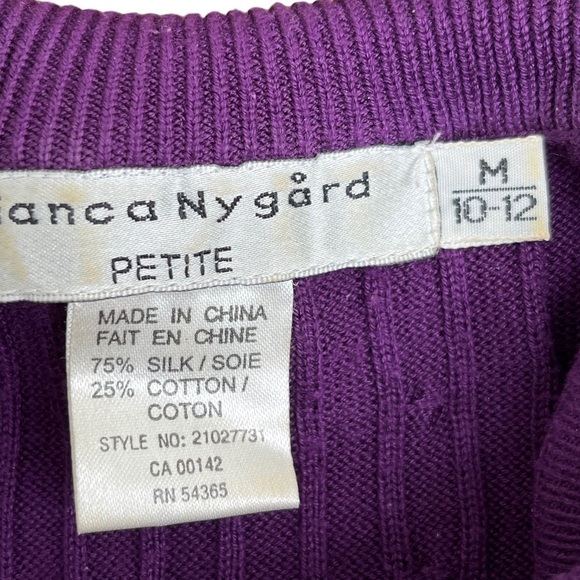 ianca Nygård
PETITE
M
10-12
MADE IN CHINA
FAIT EN CHINE
75% SILK / SOIE
25% COTTON /
COTON
STYLE NO: 21027731
CA 00142
RN 54365